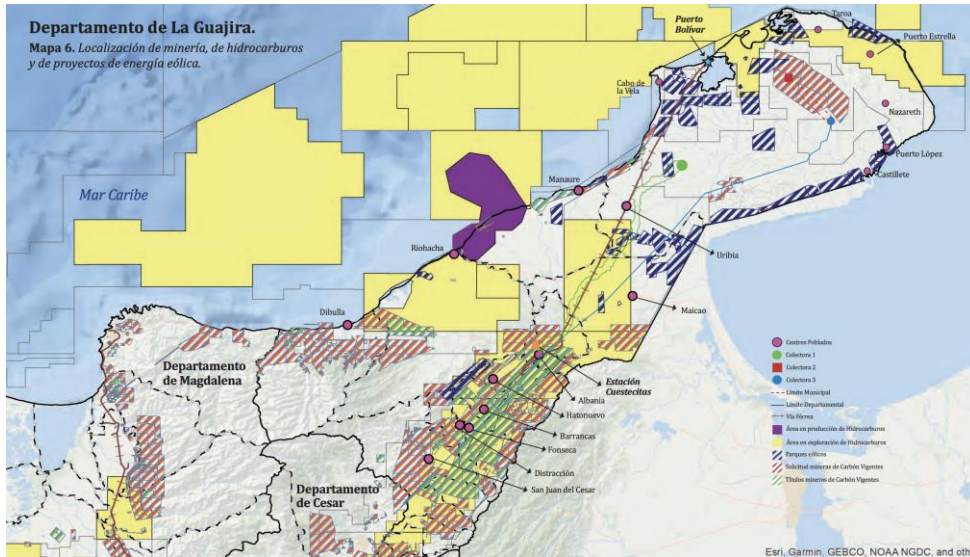 Departamento de La Guajira.
Mapa 6. Localización de minería, de hidrocarburos
y de proyectos de energía eólica.
Puerto
Bolívar
Taroa
Puerto Estrella
Cabo de
la Vela
Nazareth
Puerto López
Castillete
Mar Caribe
Manaure
Riohacha
Uribia
Maicao
Dibulla
Departamento
de Magdalena
Estación
Cuestecitas
Albania
Hatonuevo
Barrancas
Fonseca
Distracción
San Juan del Cesar
Departamento
de Cesar
Centros Poblados
Colectora 1
Colectora 2
Colectora 3
Límite Municipal
Límite Departamental
Vía Férrea
Área en producción de Hidrocarburos
Área en exploración de Hidrocarburos
Parques eólicos
Solicitud mineras de Carbón Vigentes
Títulos mineros de Carbón Vigentes
Esri, Garmin, GEBCO, NOAA NGDC, and oth